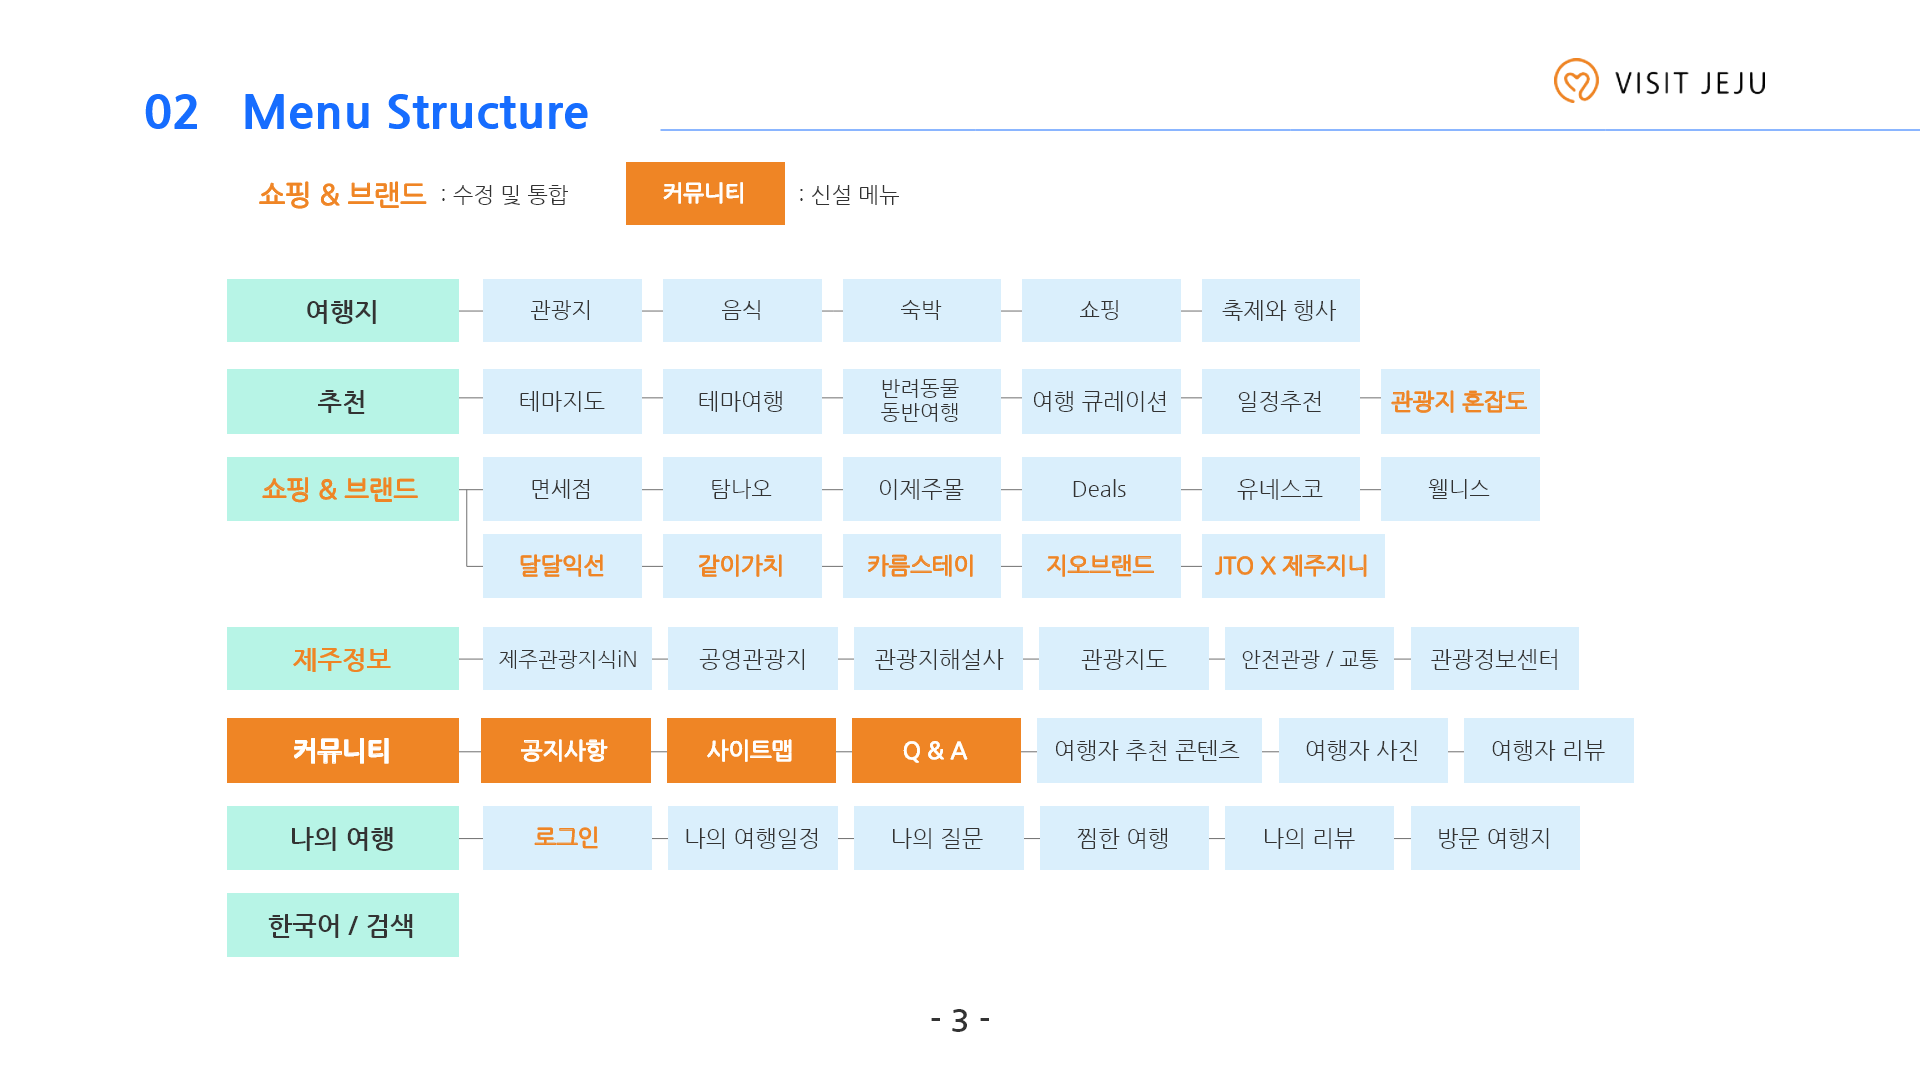 02 Menu Structure
VISIT JEJU
쇼핑 & 브랜드 : 수정 및 통합
커뮤니티 : 신설 메뉴
여행지 관광지 음식 숙박 쇼핑 축제와 행사
추천 테마지도 테마여행 반려동물 동반여행 여행 큐레이션 일정추전 관광지 혼잡도
쇼핑 & 브랜드 면세점 탐나오 이제주몰 Deals 유네스코 웰니스
달달익선 같이가치 카름스테이 지오브랜드 JTO X 제주지니
제주정보 제주관광지식iN 공영관광지 관광지해설사 관광지도 안전관광 / 교통 관광정보센터
커뮤니티 공지사항 사이트맵 Q & A 여행자 추천 콘텐츠 여행자 사진 여행자 리뷰
나의 여행 로그인 나의 여행일정 나의 질문 찜한 여행 나의 리뷰 방문 여행지
한국어 / 검색
- 3 -